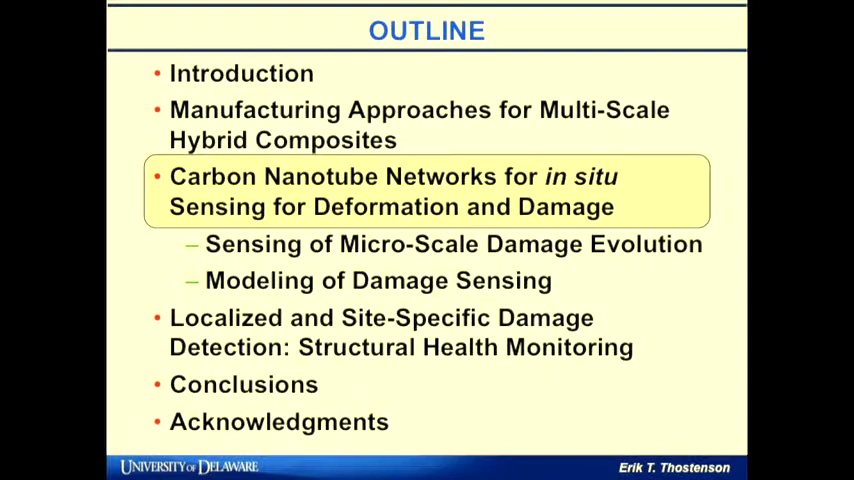 OUTLINE
• Introduction
• Manufacturing Approaches for Multi-Scale
Hybrid Composites
• Carbon Nanotube Networks for in situ
Sensing for Deformation and Damage
– Sensing of Micro-Scale Damage Evolution
– Modeling of Damage Sensing
• Localized and Site-Specific Damage
Detection: Structural Health Monitoring
• Conclusions
• Acknowledgments
UNIVERSITY OF DELAWARE
Erik T. Thostenson